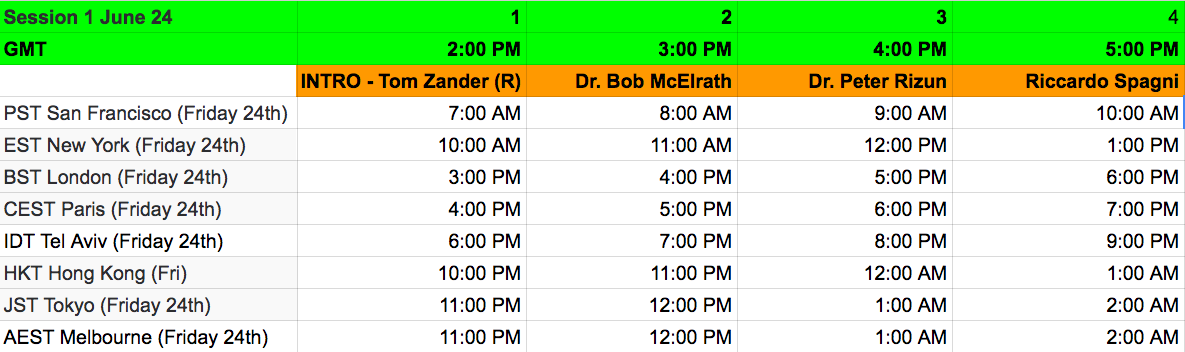 Session 1 June 24 1 2 3 4
GMT 2:00 PM 3:00 PM 4:00 PM 5:00 PM
INTRO - Tom Zander (R) Dr. Bob McElrath Dr. Peter Rizun Riccardo Spagni
PST San Francisco (Friday 24th) 7:00 AM 8:00 AM 9:00 AM 10:00 AM
EST New York (Friday 24th) 10:00 AM 11:00 AM 12:00 PM 1:00 PM
BST London (Friday 24th) 3:00 PM 4:00 PM 5:00 PM 6:00 PM
CEST Paris (Friday 24th) 4:00 PM 5:00 PM 6:00 PM 7:00 PM
IDT Tel Aviv (Friday 24th) 6:00 PM 7:00 PM 8:00 PM 9:00 PM
HKT Hong Kong (Fri) 10:00 PM 11:00 PM 12:00 AM 1:00 AM
JST Tokyo (Friday 24th) 11:00 PM 12:00 PM 1:00 AM 2:00 AM
AEST Melbourne (Friday 24th) 11:00 PM 12:00 PM 1:00 AM 2:00 AM